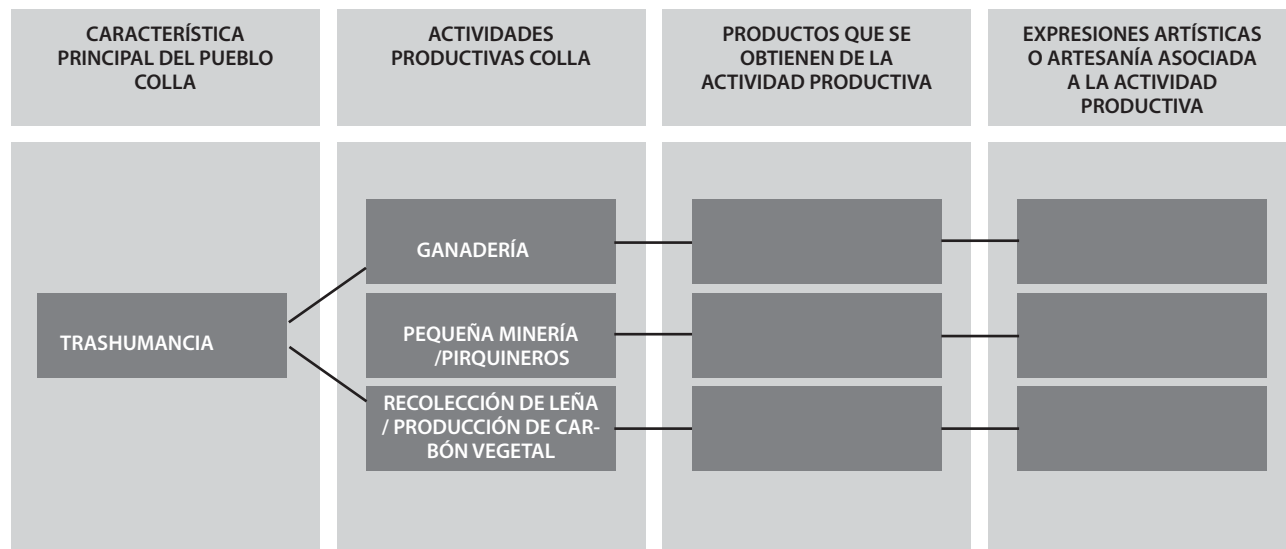 CARACTERÍSTICA
PRINCIPAL DEL PUEBLO
COLLA
ACTIVIDADES
PRODUCTIVAS COLLA
PRODUCTOS QUE SE
OBTIENEN DE LA
ACTIVIDAD PRODUCTIVA
EXPRESIONES ARTÍSTICAS
O ARTESANÍA ASOCIADA
A LA ACTIVIDAD
PRODUCTIVA
TRASHUMANCIA
GANADERÍA
PEQUEÑA MINERÍA
/PIRQUINEROS
RECOLECCIÓN DE LEÑA
/ PRODUCCIÓN DE CAR-
BÓN VEGETAL